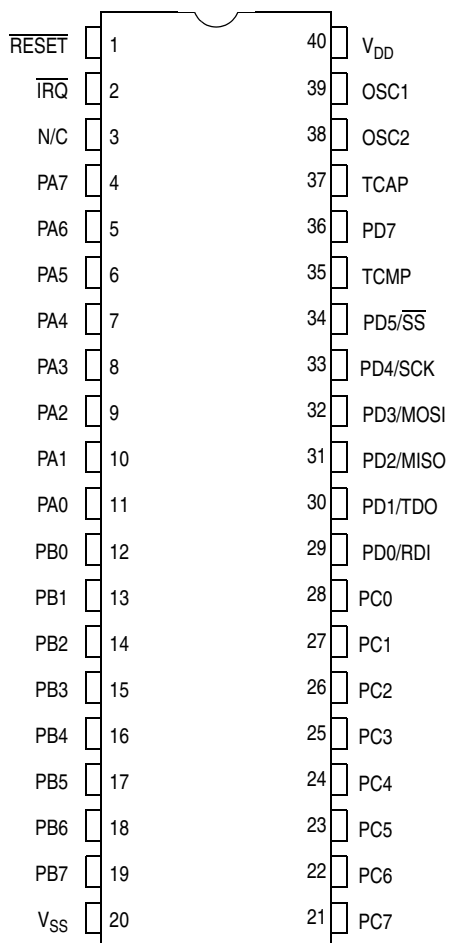 R̅E̅S̅E̅T̅ 1 40 VDD
I̅R̅Q̅ 2 39 OSC1
N/C 3 38 OSC2
PA7 4 37 TCAP
PA6 5 36 PD7
PA5 6 35 TCMP
PA4 7 34 PD5/S̅S̅
PA3 8 33 PD4/SCK
PA2 9 32 PD3/MOSI
PA1 10 31 PD2/MISO
PA0 11 30 PD1/TDO
PB0 12 29 PD0/RDI
PB1 13 28 PC0
PB2 14 27 PC1
PB3 15 26 PC2
PB4 16 25 PC3
PB5 17 24 PC4
PB6 18 23 PC5
PB7 19 22 PC6
VSS 20 21 PC7